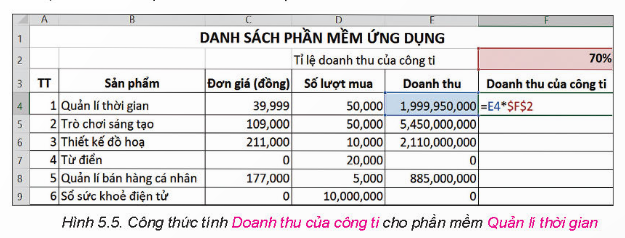 A B C D E F
1 DANH SÁCH PHẦN MỀM ỨNG DỤNG
2 Tỉ lệ doanh thu của công ti 70%
3 TT Sản phẩm Đơn giá (đồng) Số lượt mua Doanh thu Doanh thu của công ti
4 1 Quản lí thời gian 39,999 50,000 1,999,950,000 =E4*$F$2
5 2 Trò chơi sáng tạo 109,000 50,000 5,450,000,000
6 3 Thiết kế đồ hoạ 211,000 10,000 2,110,000,000
7 4 Từ điển 0 20,000 0
8 5 Quản lí bán hàng cá nhân 177,000 5,000 885,000,000
9 6 Sổ sức khoẻ điện tử 0 10,000,000 0
Hình 5.5. Công thức tính Doanh thu của công ti cho phần mềm Quản lí thời gian